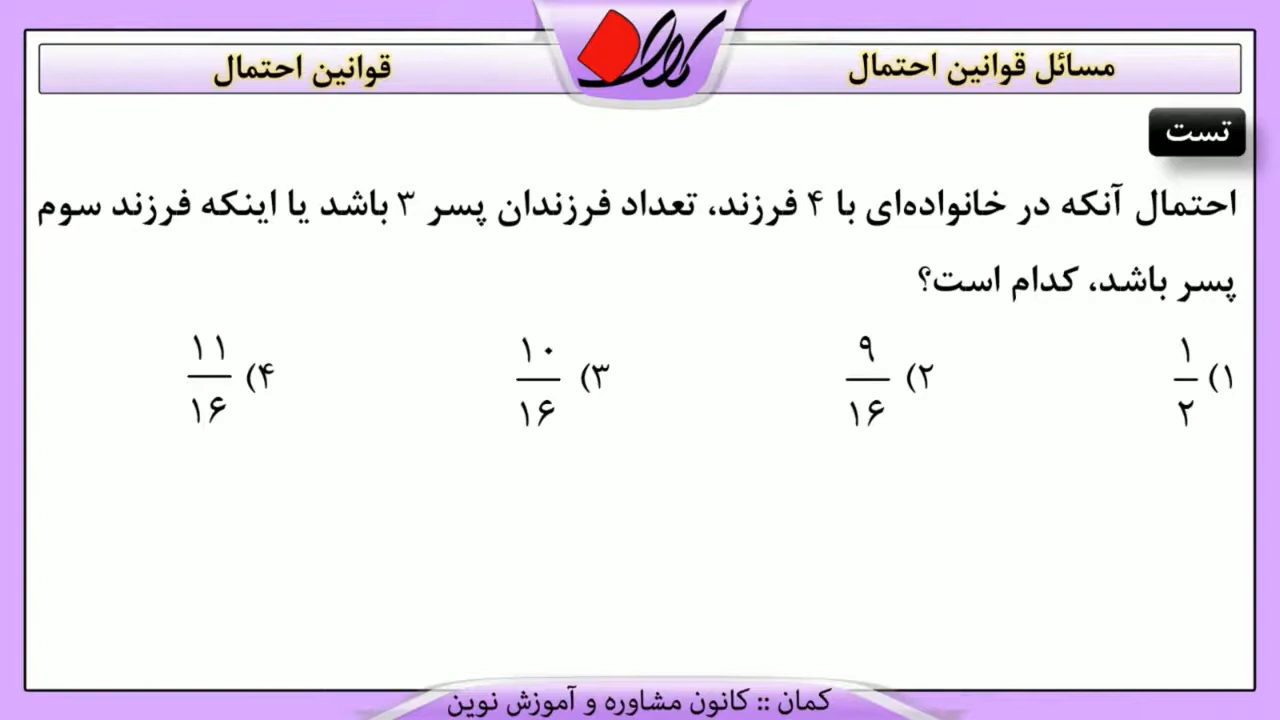 مسائل قوانین احتمال
کمان
قوانین احتمال
تست
احتمال آنکه در خانواده‌ای با ۴ فرزند، تعداد فرزندان پسر ۳ باشد یا اینکه فرزند سوم
پسر باشد، کدام است؟
۱) ۱/۲ ۲) ۹/۱۶ ۳) ۱۰/۱۶ ۴) ۱۱/۱۶
کمان :: کانون مشاوره و آموزش نوین